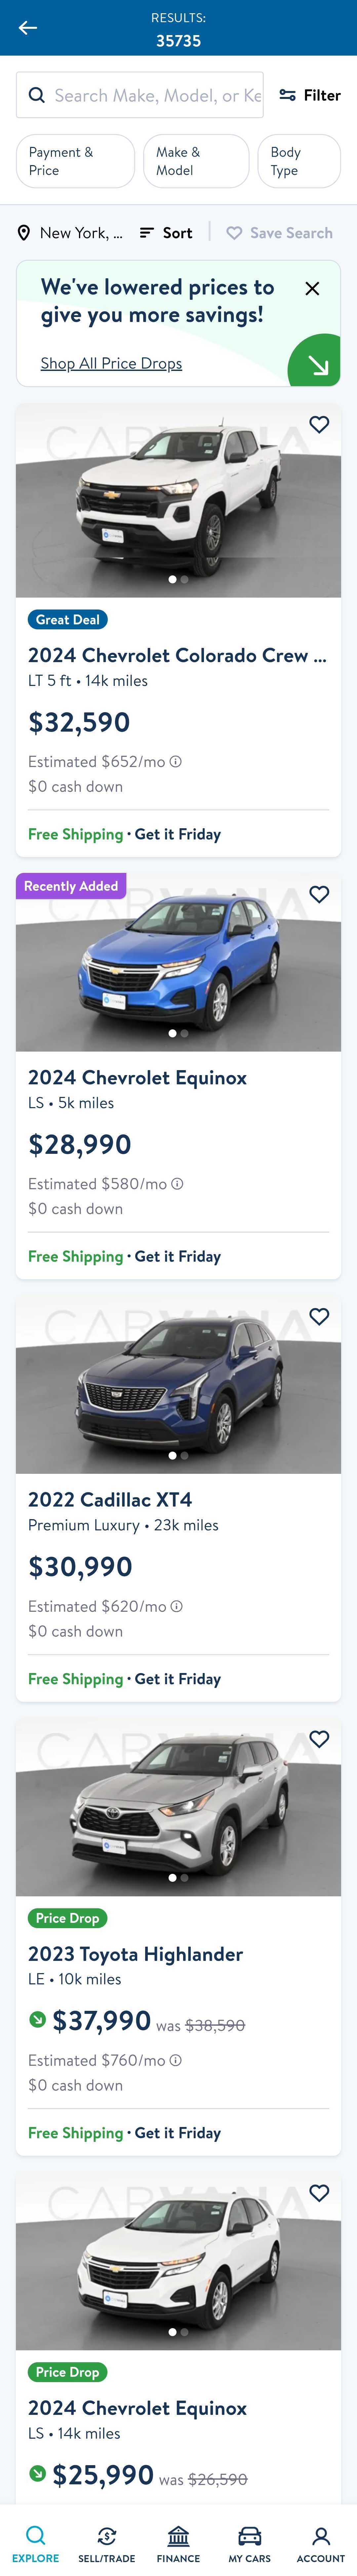 RESULTS:
35735
Search Make, Model, or Ke
Filter
Payment &
Price
Make &
Model
Body
Type
New York, ...
Sort
Save Search
We've lowered prices to
give you more savings!
Shop All Price Drops
CARVANA
Great Deal
2024 Chevrolet Colorado Crew ...
LT 5 ft • 14k miles
$32,590
Estimated $652/mo
$0 cash down
Free Shipping · Get it Friday
Recently Added
CARVANA
2024 Chevrolet Equinox
LS • 5k miles
$28,990
Estimated $580/mo
$0 cash down
Free Shipping · Get it Friday
CARVANA
2022 Cadillac XT4
Premium Luxury • 23k miles
$30,990
Estimated $620/mo
$0 cash down
Free Shipping · Get it Friday
CARVANA
Price Drop
2023 Toyota Highlander
LE • 10k miles
$37,990 was $38,590
Estimated $760/mo
$0 cash down
Free Shipping · Get it Friday
CARVANA
Price Drop
2024 Chevrolet Equinox
LS • 14k miles
$25,990 was $26,590
EXPLORE
SELL/TRADE
FINANCE
MY CARS
ACCOUNT